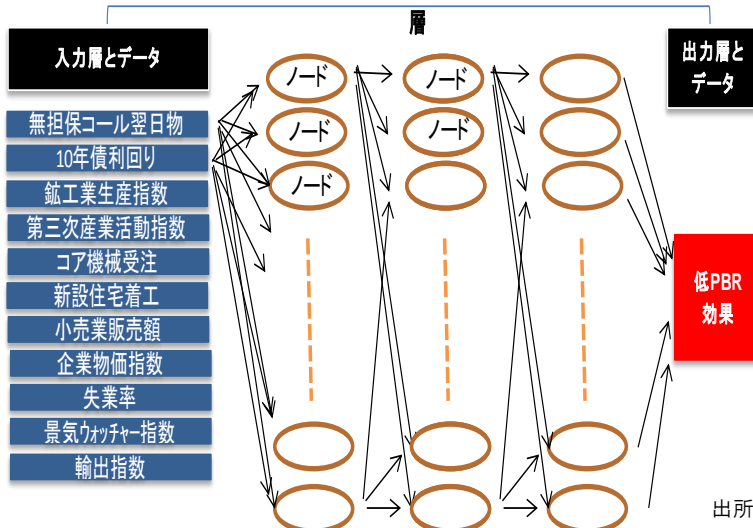 層
入力層とデータ
出力層と
データ
ノード
ノード
ノード
ノード
ノード
無担保コール翌日物
10年債利回り
鉱工業生産指数
第三次産業活動指数
コア機械受注
新設住宅着工
小売業販売額
企業物価指数
失業率
景気ウォッチャー指数
輸出指数
低PBR
効果
出所